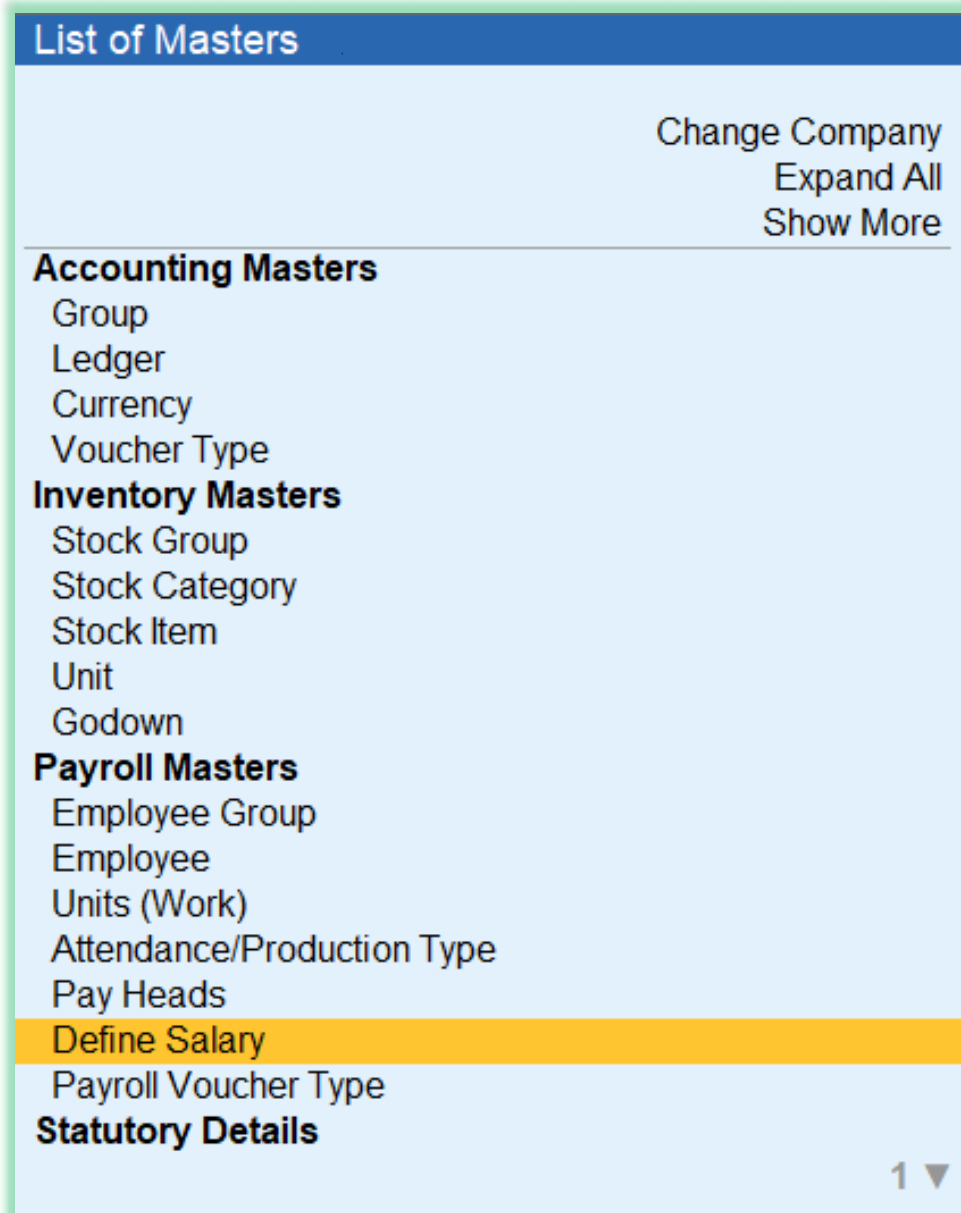 List of Masters
Change Company
Expand All
Show More
Accounting Masters
Group
Ledger
Currency
Voucher Type
Inventory Masters
Stock Group
Stock Category
Stock Item
Unit
Godown
Payroll Masters
Employee Group
Employee
Units (Work)
Attendance/Production Type
Pay Heads
Define Salary
Payroll Voucher Type
Statutory Details
1 ▼